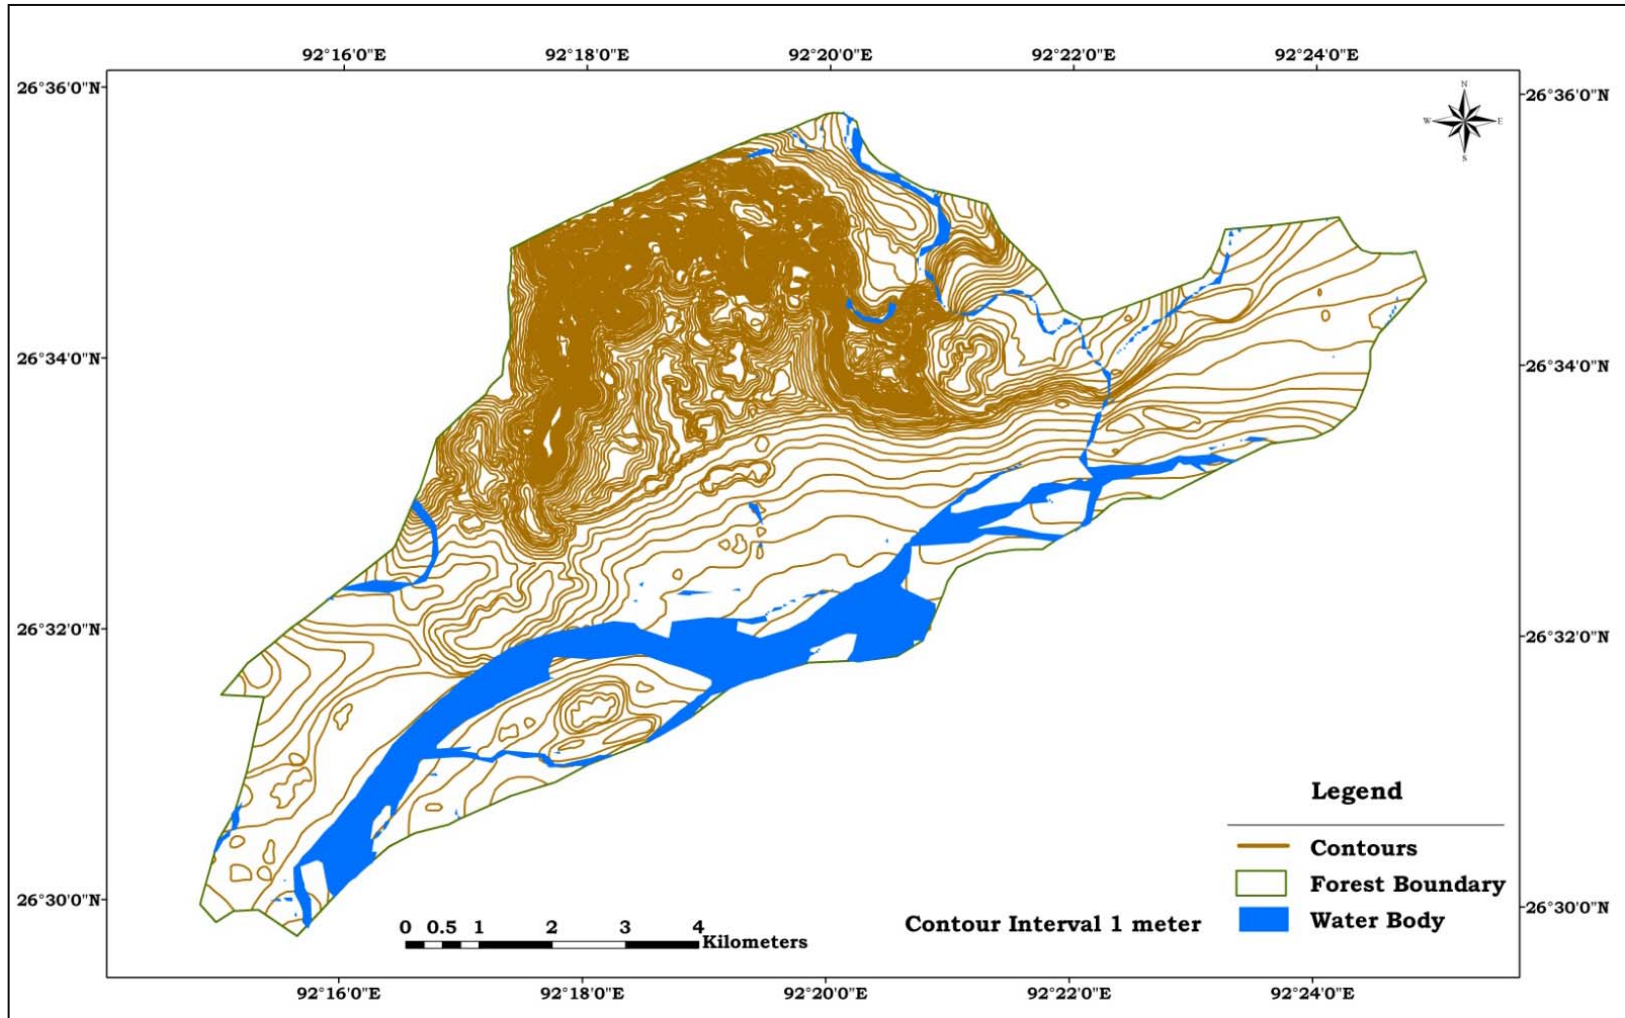 92°16'0"E 92°18'0"E 92°20'0"E 92°22'0"E 92°24'0"E
26°36'0"N 26°36'0"N
N
W E
S
26°34'0"N 26°34'0"N
26°32'0"N 26°32'0"N
Legend
Contours
Forest Boundary
26°30'0"N 26°30'0"N
Contour Interval 1 meter Water Body
0 0.5 1 2 3 4
Kilometers
92°16'0"E 92°18'0"E 92°20'0"E 92°22'0"E 92°24'0"E